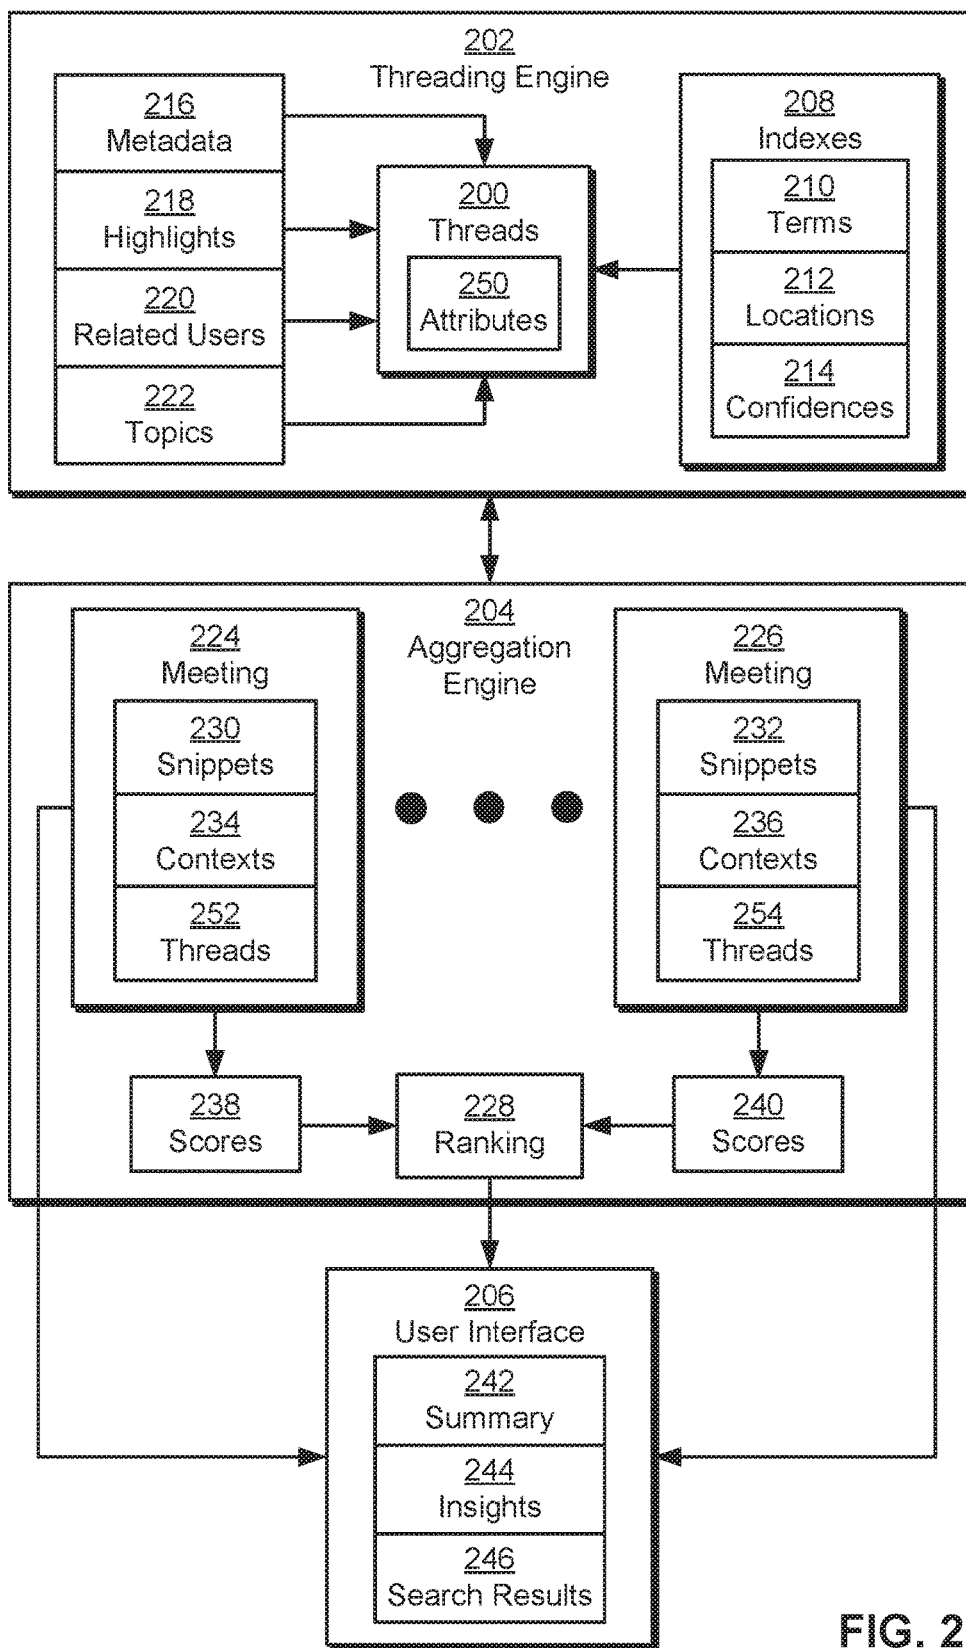 202
Threading Engine
216
Metadata
218
Highlights
220
Related Users
222
Topics
200
Threads
250
Attributes
208
Indexes
210
Terms
212
Locations
214
Confidences
204
Aggregation
Engine
224
Meeting
230
Snippets
234
Contexts
252
Threads
226
Meeting
232
Snippets
236
Contexts
254
Threads
238
Scores
228
Ranking
240
Scores
206
User Interface
242
Summary
244
Insights
246
Search Results
FIG. 2